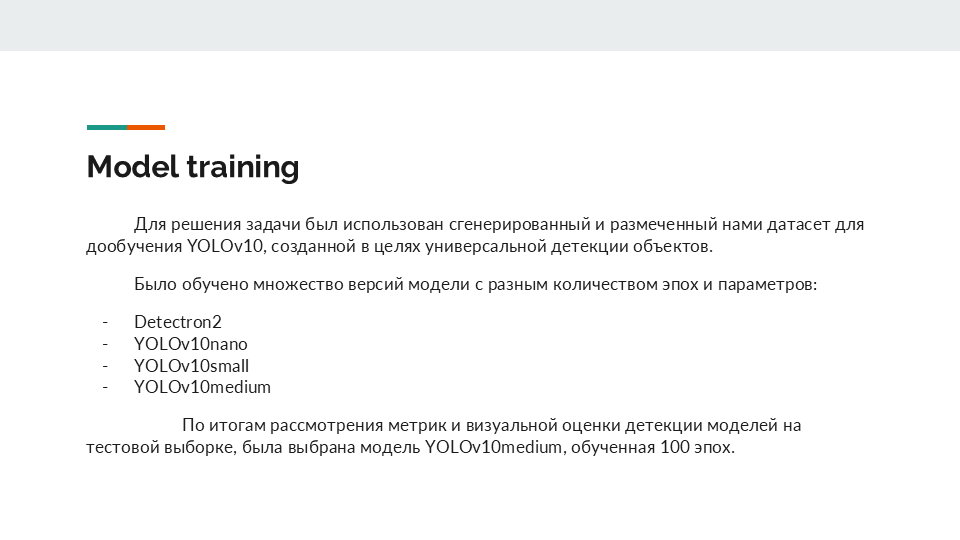 Model training
Для решения задачи был использован сгенерированный и размеченный нами датасет для
дообучения YOLOv10, созданной в целях универсальной детекции объектов.
Было обучено множество версий модели с разным количеством эпох и параметров:
- Detectron2
- YOLOv10nano
- YOLOv10small
- YOLOv10medium
По итогам рассмотрения метрик и визуальной оценки детекции моделей на
тестовой выборке, была выбрана модель YOLOv10medium, обученная 100 эпох.